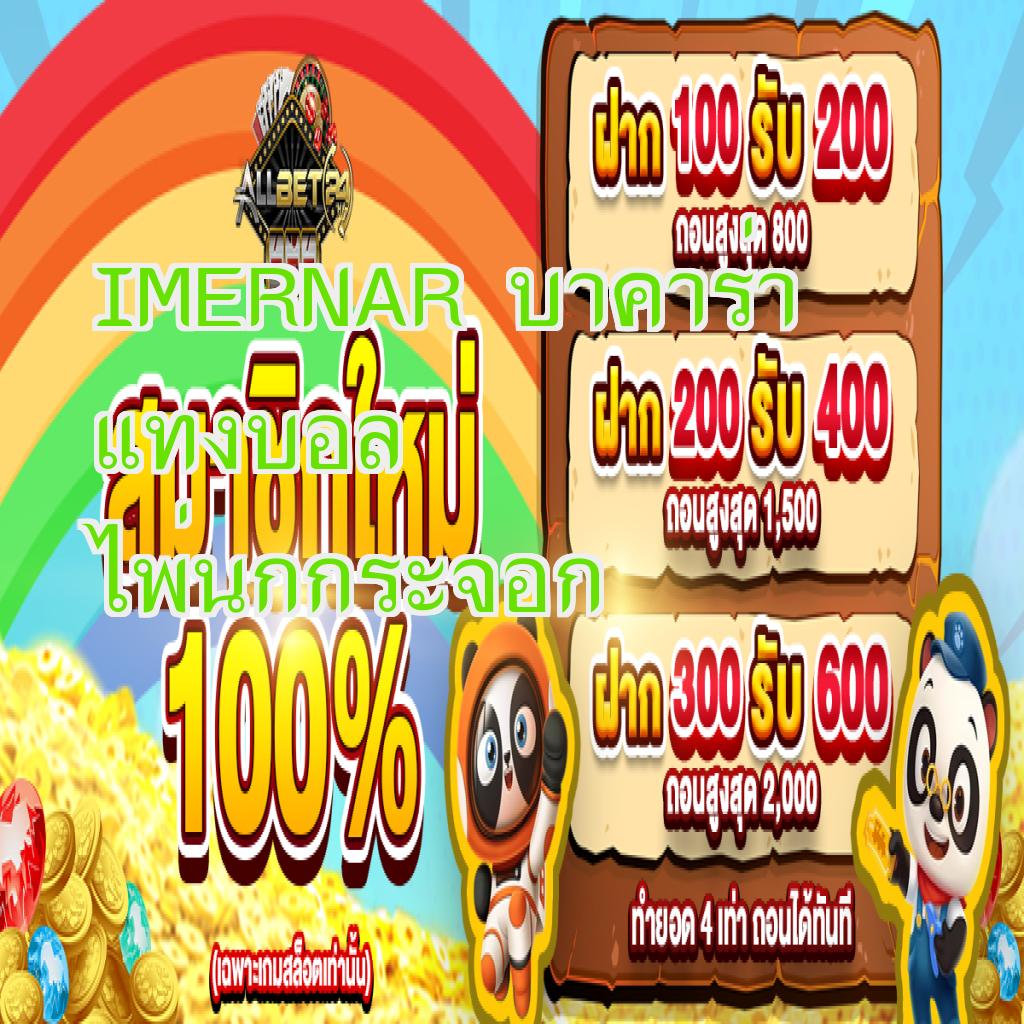 ALLBET24
IMERNAR บาคาร่า
แทงบอล
ไพ่นกกระจอก
สมาชิกใหม่
100%
(เฉพาะเกมสล็อตเท่านั้น)
ฝาก 100 รับ 200
ถอนสูงสุด 800
ฝาก 200 รับ 400
ถอนสูงสุด 1,500
ฝาก 300 รับ 600
ถอนสูงสุด 2,000
ทำยอด 4 เท่า ถอนได้ทันที